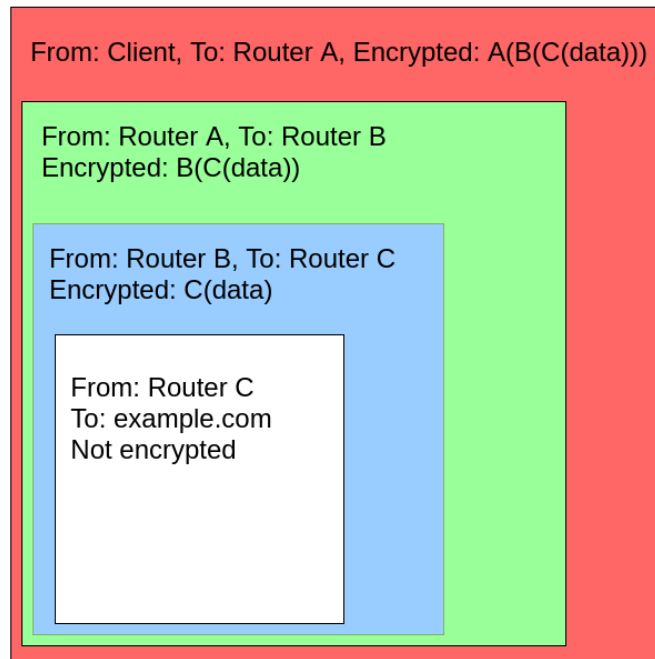 From: Client, To: Router A, Encrypted: A(B(C(data)))
From: Router A, To: Router B
Encrypted: B(C(data))
From: Router B, To: Router C
Encrypted: C(data)
From: Router C
To: example.com
Not encrypted